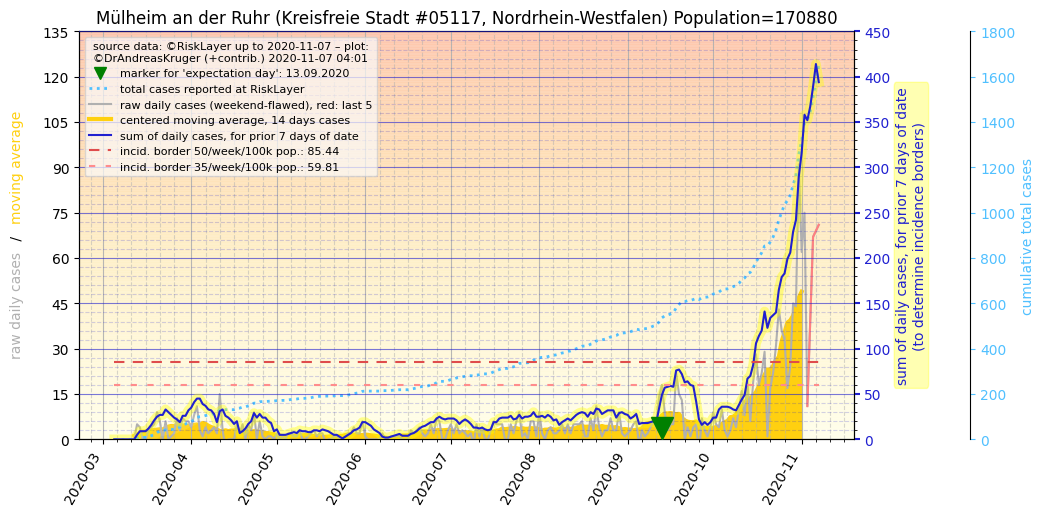 Mülheim an der Ruhr (Kreisfreie Stadt #05117, Nordrhein-Westfalen) Population=170880
source data: ©RiskLayer up to 2020-11-07 – plot:
©DrAndreasKruger (+contrib.) 2020-11-07 04:01
marker for 'expectation day': 13.09.2020
total cases reported at RiskLayer
raw daily cases (weekend-flawed), red: last 5
centered moving average, 14 days cases
sum of daily cases, for prior 7 days of date
incid. border 50/week/100k pop.: 85.44
incid. border 35/week/100k pop.: 59.81
raw daily cases / moving average
135
120
105
90
75
60
45
30
15
0
2020-03
2020-04
2020-05
2020-06
2020-07
2020-08
2020-09
2020-10
2020-11
450
400
350
300
250
200
150
100
50
0
sum of daily cases, for prior 7 days of date
(to determine incidence borders)
1800
1600
1400
1200
1000
800
600
400
200
0
cumulative total cases